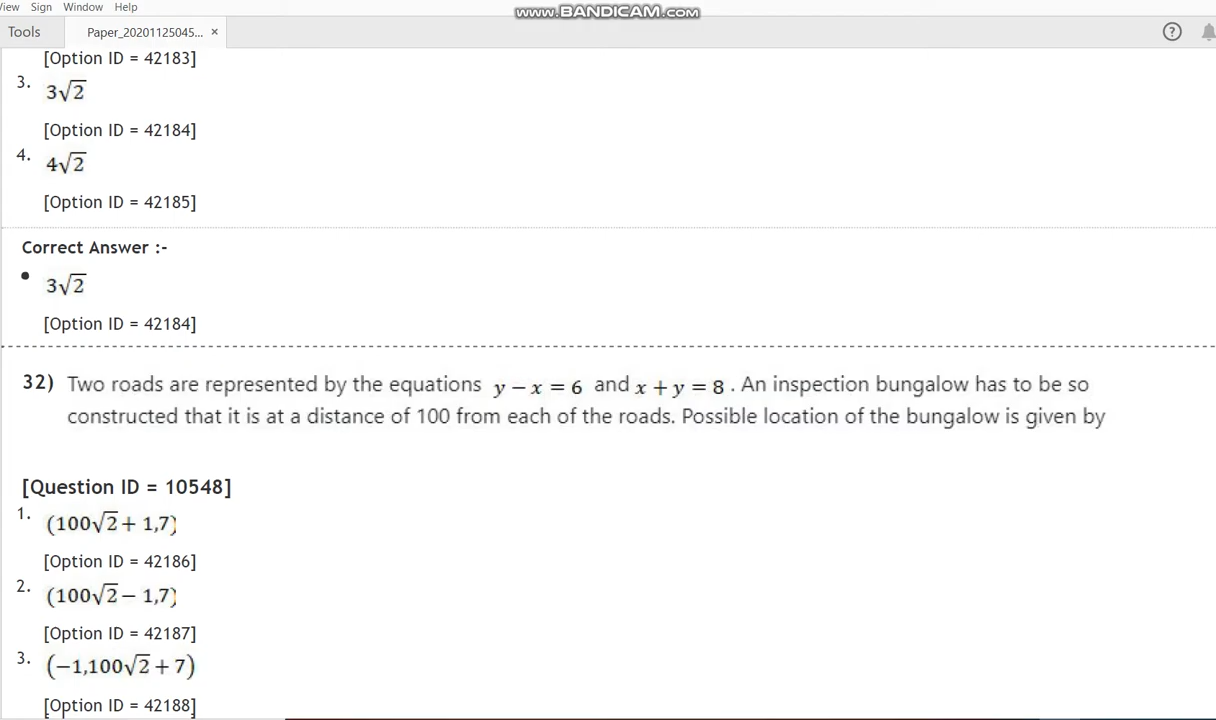 View Sign Window Help
www.BANDICAM.com
Tools Paper_20201125045... ×
[Option ID = 42183]
3. 3√2
[Option ID = 42184]
4. 4√2
[Option ID = 42185]
Correct Answer :-
• 3√2
[Option ID = 42184]
32) Two roads are represented by the equations y − x = 6 and x + y = 8 . An inspection bungalow has to be so
constructed that it is at a distance of 100 from each of the roads. Possible location of the bungalow is given by
[Question ID = 10548]
1. (100√2 + 1,7)
[Option ID = 42186]
2. (100√2 − 1,7)
[Option ID = 42187]
3. (−1,100√2 + 7)
[Option ID = 42188]